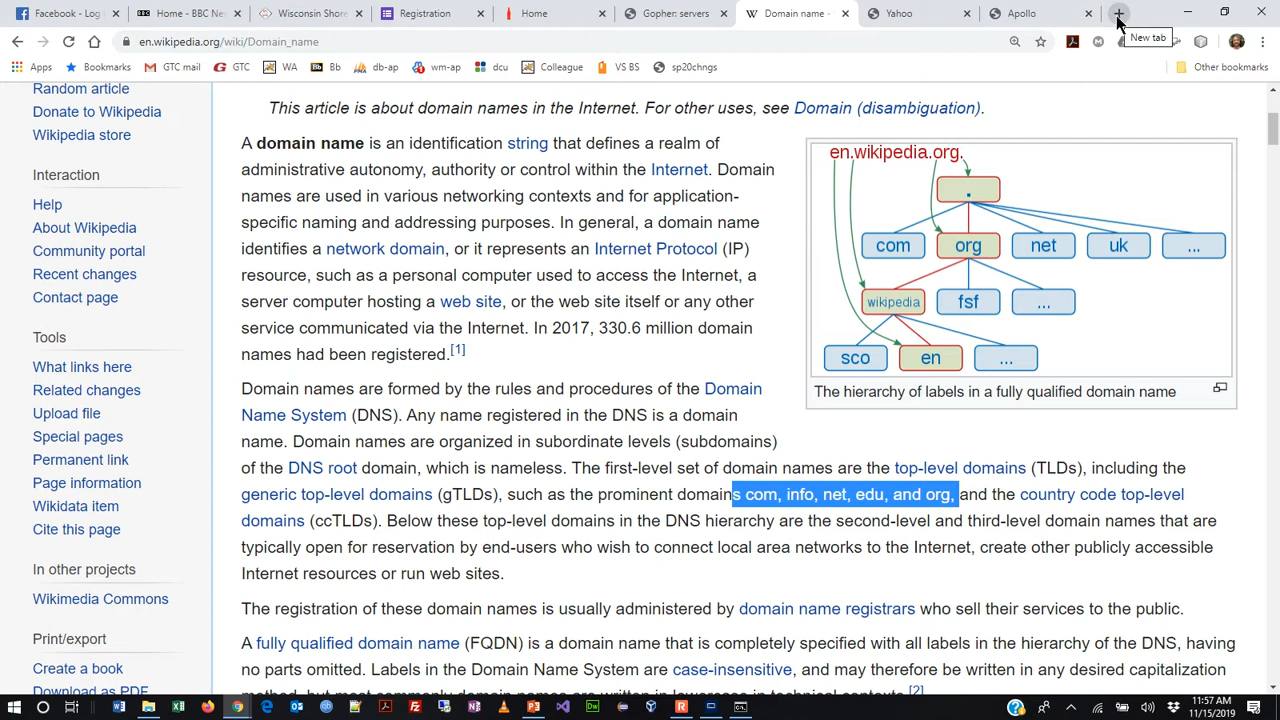 Facebook - Log I
Home - BBC Ne
Wisconsin Shore
Registration
Home
Gopher: servers
Domain name -
Yahoo
Apollo
New tab
en.wikipedia.org/wiki/Domain_name
Apps
Bookmarks
GTC mail
GTC
WA
Bb
db-ap
wm-ap
dcu
Colleague
VS BS
sp20chngs
Other bookmarks
Random article
Donate to Wikipedia
Wikipedia store
Interaction
Help
About Wikipedia
Community portal
Recent changes
Contact page
Tools
What links here
Related changes
Upload file
Special pages
Permanent link
Page information
Wikidata item
Cite this page
In other projects
Wikimedia Commons
Print/export
Create a book
Download as PDF
This article is about domain names in the Internet. For other uses, see Domain (disambiguation).
A domain name is an identification string that defines a realm of
administrative autonomy, authority or control within the Internet. Domain
names are used in various networking contexts and for application-
specific naming and addressing purposes. In general, a domain name
identifies a network domain, or it represents an Internet Protocol (IP)
resource, such as a personal computer used to access the Internet, a
server computer hosting a web site, or the web site itself or any other
service communicated via the Internet. In 2017, 330.6 million domain
names had been registered.[1]
en.wikipedia.org.
.
com
org
net
uk
...
wikipedia
fsf
...
sco
en
...
The hierarchy of labels in a fully qualified domain name
Domain names are formed by the rules and procedures of the Domain
Name System (DNS). Any name registered in the DNS is a domain
name. Domain names are organized in subordinate levels (subdomains)
of the DNS root domain, which is nameless. The first-level set of domain names are the top-level domains (TLDs), including the
generic top-level domains (gTLDs), such as the prominent domains com, info, net, edu, and org, and the country code top-level
domains (ccTLDs). Below these top-level domains in the DNS hierarchy are the second-level and third-level domain names that are
typically open for reservation by end-users who wish to connect local area networks to the Internet, create other publicly accessible
Internet resources or run web sites.
The registration of these domain names is usually administered by domain name registrars who sell their services to the public.
A fully qualified domain name (FQDN) is a domain name that is completely specified with all labels in the hierarchy of the DNS, having
no parts omitted. Labels in the Domain Name System are case-insensitive, and may therefore be written in any desired capitalization
method, but most commonly domain names are written in lowercase in technical contexts.[2]
11:57 AM
11/15/2019